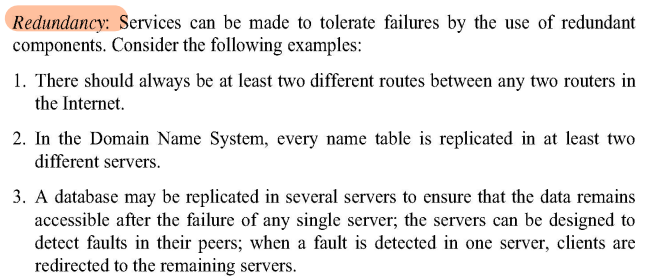 Redundancy: Services can be made to tolerate failures by the use of redundant
components. Consider the following examples:
1. There should always be at least two different routes between any two routers in
the Internet.
2. In the Domain Name System, every name table is replicated in at least two
different servers.
3. A database may be replicated in several servers to ensure that the data remains
accessible after the failure of any single server; the servers can be designed to
detect faults in their peers; when a fault is detected in one server, clients are
redirected to the remaining servers.